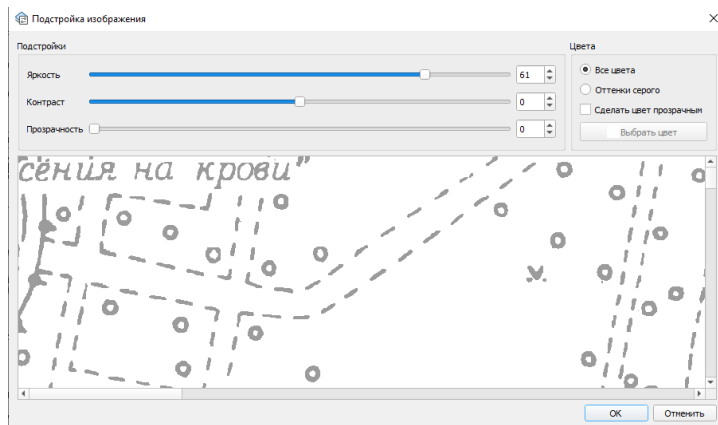 Подстройка изображения
Подстройки
Яркость 61
Контраст 0
Прозрачность 0
Цвета
Все цвета
Оттенки серого
Сделать цвет прозрачным
Выбрать цвет
сения на крови"
OK Отменить